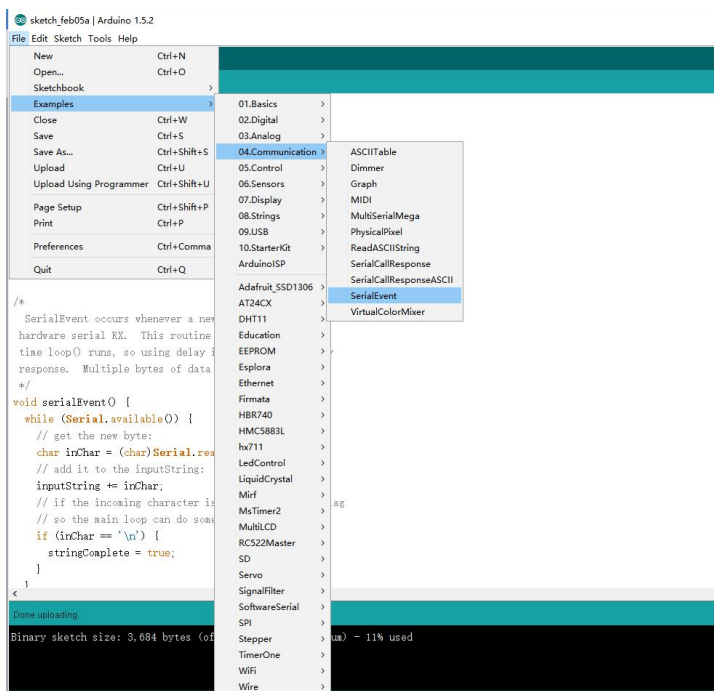 sketch_feb05a | Arduino 1.5.2
File Edit Sketch Tools Help
New Ctrl+N
Open... Ctrl+O
Sketchbook >
Examples >
Close Ctrl+W
Save Ctrl+S
Save As... Ctrl+Shift+S
Upload Ctrl+U
Upload Using Programmer Ctrl+Shift+U
Page Setup Ctrl+Shift+P
Print Ctrl+P
Preferences Ctrl+Comma
Quit Ctrl+Q
01.Basics >
02.Digital >
03.Analog >
04.Communication >
05.Control >
06.Sensors >
07.Display >
08.Strings >
09.USB >
10.StarterKit >
ArduinoISP
Adafruit_SSD1306 >
AT24CX >
DHT11 >
Education >
EEPROM >
Esplora >
Ethernet >
Firmata >
HBR740 >
HMC5883L >
hx711 >
LedControl >
LiquidCrystal >
Mirf >
MsTimer2 >
MultiLCD >
RC522Master >
SD >
Servo >
SignalFilter >
SoftwareSerial >
SPI >
Stepper >
TimerOne >
WiFi >
Wire >
ASCIITable
Dimmer
Graph
MIDI
MultiSerialMega
PhysicalPixel
ReadASCIIString
SerialCallResponse
SerialCallResponseASCII
SerialEvent
VirtualColorMixer
/*
SerialEvent occurs whenever a new
hardware serial RX. This routine
time loop() runs, so using delay i
response. Multiple bytes of data
*/
void serialEvent() {
while (Serial.available()) {
// get the new byte:
char inChar = (char)Serial.rea
// add it to the inputString:
inputString += inChar;
// if the incoming character is ag
// so the main loop can do some
if (inChar == '\n') {
stringComplete = true;
}
}
Done uploading.
Binary sketch size: 3,684 bytes (of um) - 11% used